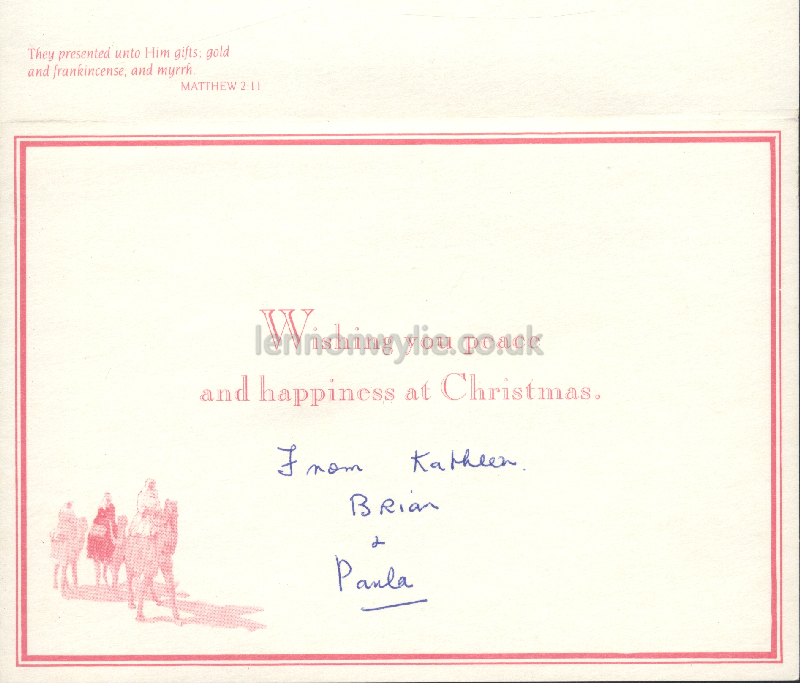 They presented unto Him gifts; gold
and frankincense, and myrrh.
MATTHEW 2:11
Wishing you peace
lennonwylie.co.uk
and happiness at Christmas.
From Kathleen.
Brian
&
Paula